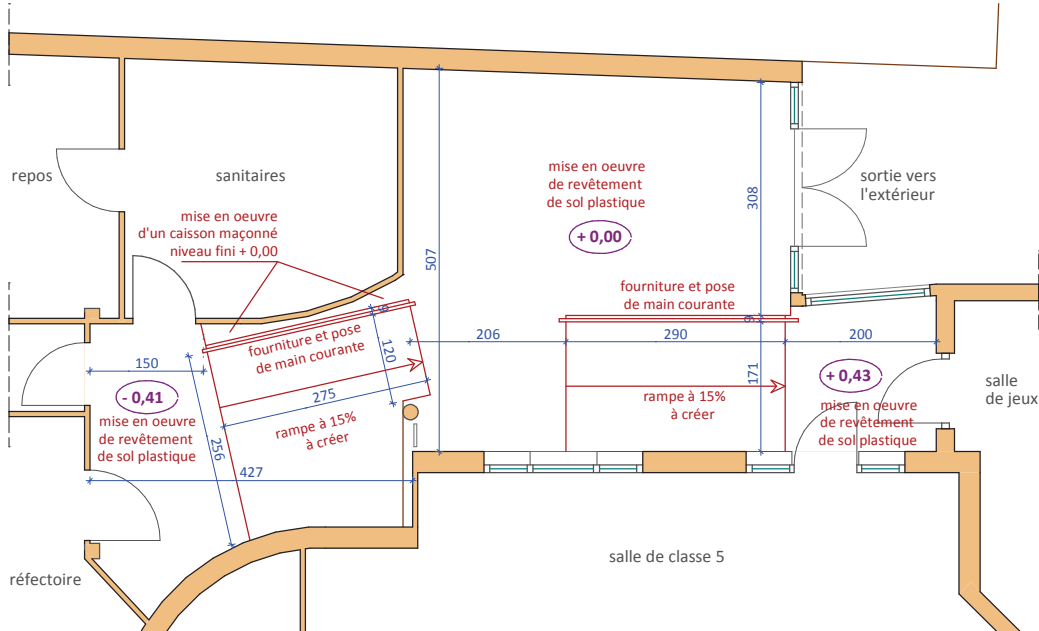 repos
sanitaires
mise en oeuvre
d'un caisson maçonné
niveau fini + 0,00
mise en oeuvre
de revêtement
de sol plastique
+ 0,00
sortie vers
l'extérieur
308
507
fourniture et pose
de main courante
fourniture et pose
de main courante
9
120
206
290
9
200
150
- 0,41
mise en oeuvre
de revêtement
de sol plastique
275
rampe à 15%
à créer
256
427
171
rampe à 15%
à créer
+ 0,43
mise en oeuvre
de revêtement
de sol plastique
salle
de jeux
salle de classe 5
réfectoire